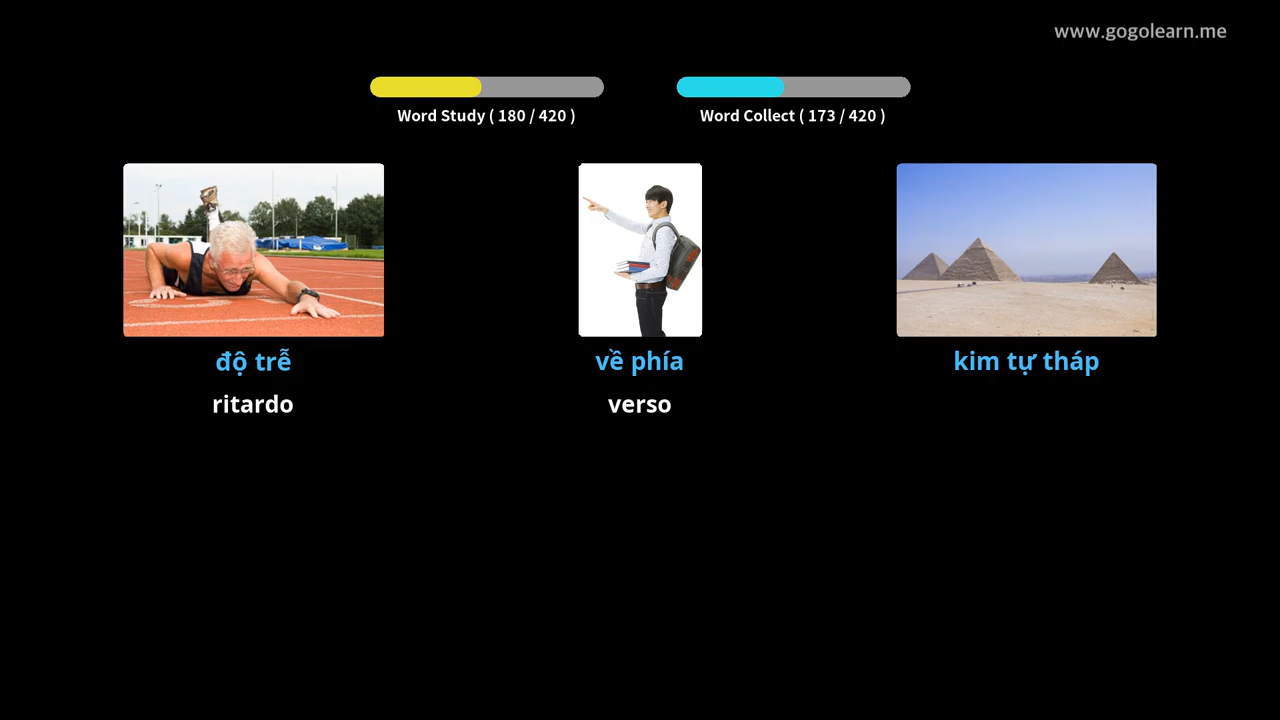 www.gogolearn.me
Word Study ( 180 / 420 )
Word Collect ( 173 / 420 )
độ trễ
về phía
kim tự tháp
ritardo
verso